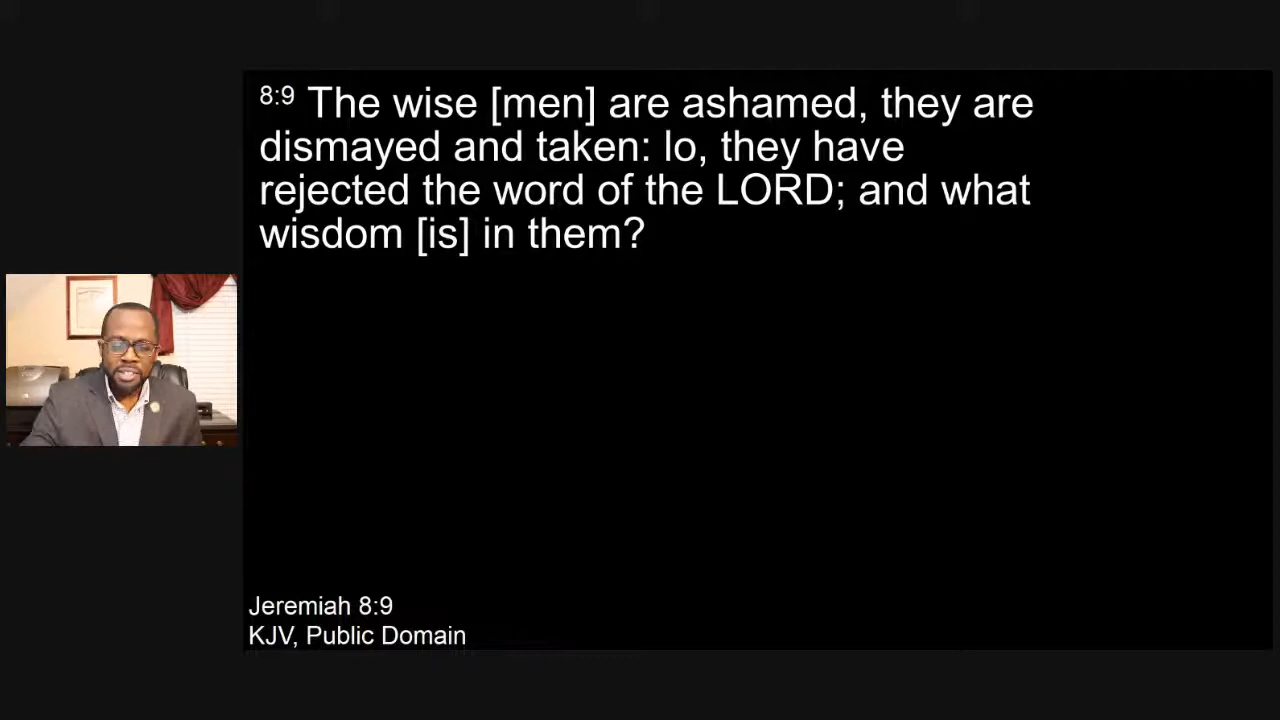 8:9 The wise [men] are ashamed, they are
dismayed and taken: lo, they have
rejected the word of the LORD; and what
wisdom [is] in them?
Jeremiah 8:9
KJV, Public Domain